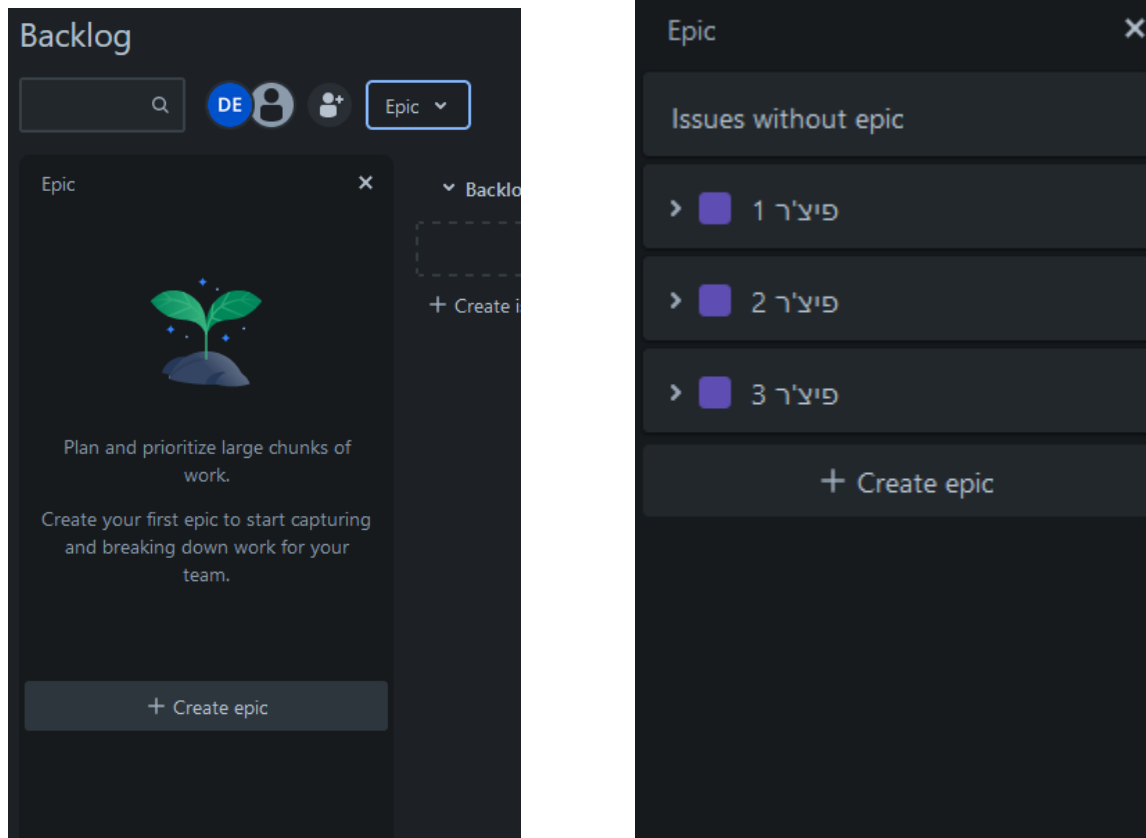 Backlog
DE
Epic
Epic
Backlo
+ Create i
Plan and prioritize large chunks of
work.
Create your first epic to start capturing
and breaking down work for your
team.
+ Create epic
Epic
Issues without epic
פיצ'ר 1
פיצ'ר 2
פיצ'ר 3
+ Create epic